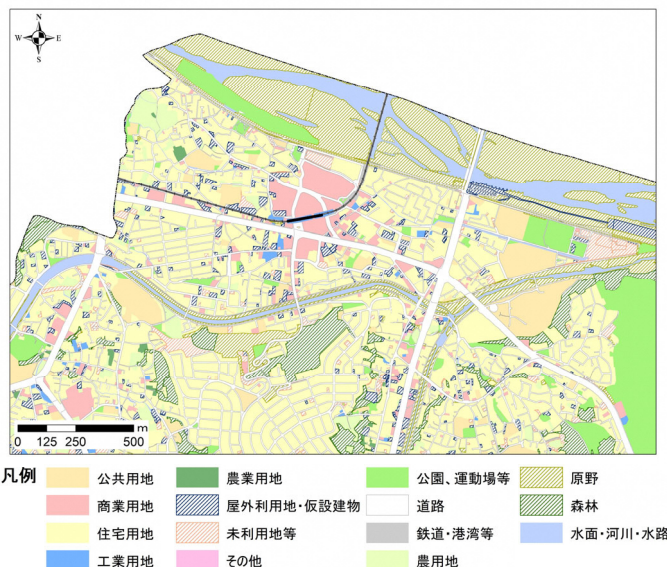 N
W E
S
0 125 250 500 m
凡例
公共用地 農業用地 公園、運動場等 原野
商業用地 屋外利用地・仮設建物 道路 森林
住宅用地 未利用地等 鉄道・港湾等 水面・河川・水路
工業用地 その他 農用地